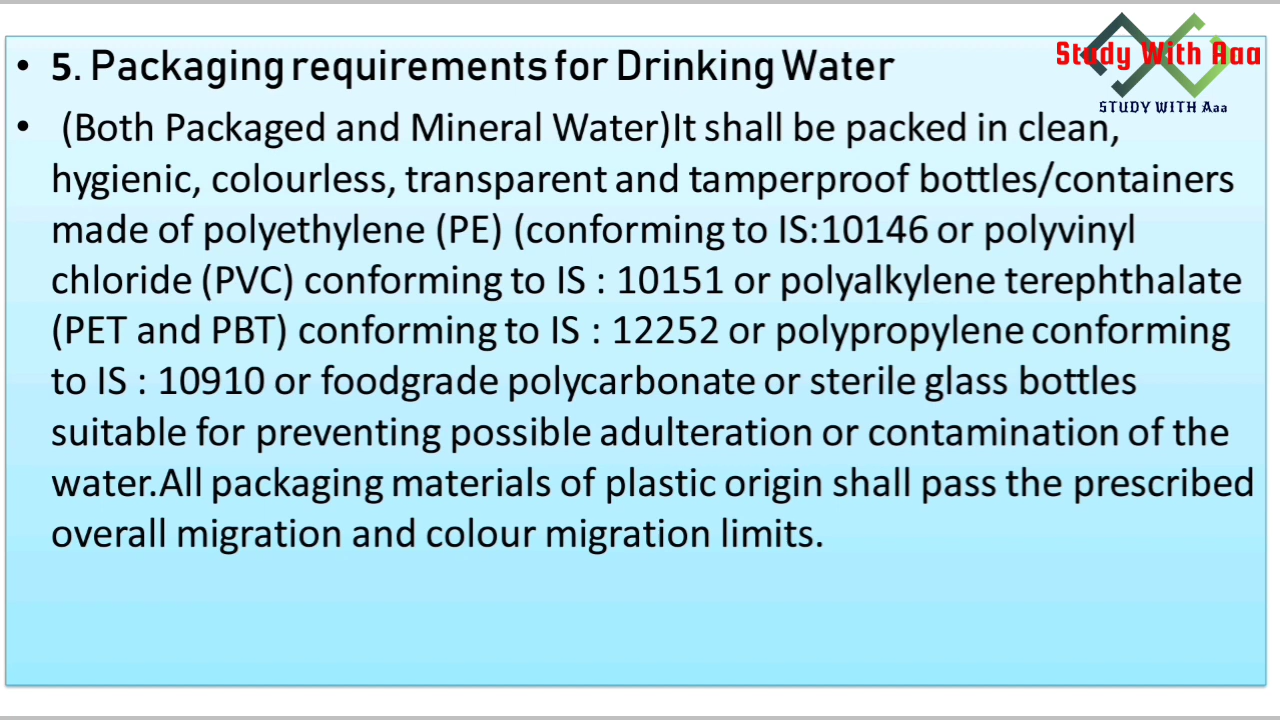 Study With Aaa
STUDY WITH Aaa
• 5. Packaging requirements for Drinking Water
• (Both Packaged and Mineral Water)It shall be packed in clean,
hygienic, colourless, transparent and tamperproof bottles/containers
made of polyethylene (PE) (conforming to IS:10146 or polyvinyl
chloride (PVC) conforming to IS : 10151 or polyalkylene terephthalate
(PET and PBT) conforming to IS : 12252 or polypropylene conforming
to IS : 10910 or foodgrade polycarbonate or sterile glass bottles
suitable for preventing possible adulteration or contamination of the
water.All packaging materials of plastic origin shall pass the prescribed
overall migration and colour migration limits.